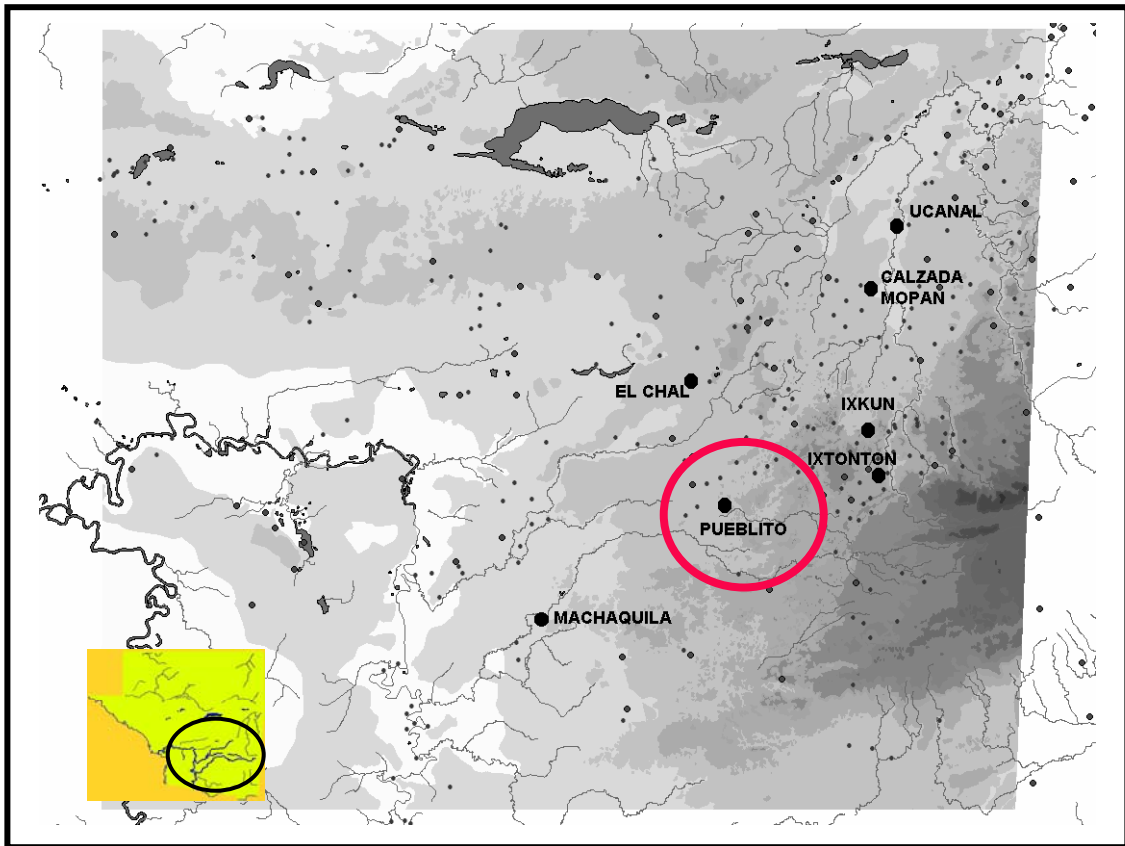 UCANAL
CALZADA
MOPAN
EL CHAL
IXKUN
IXTONTON
PUEBLITO
MACHAQUILA